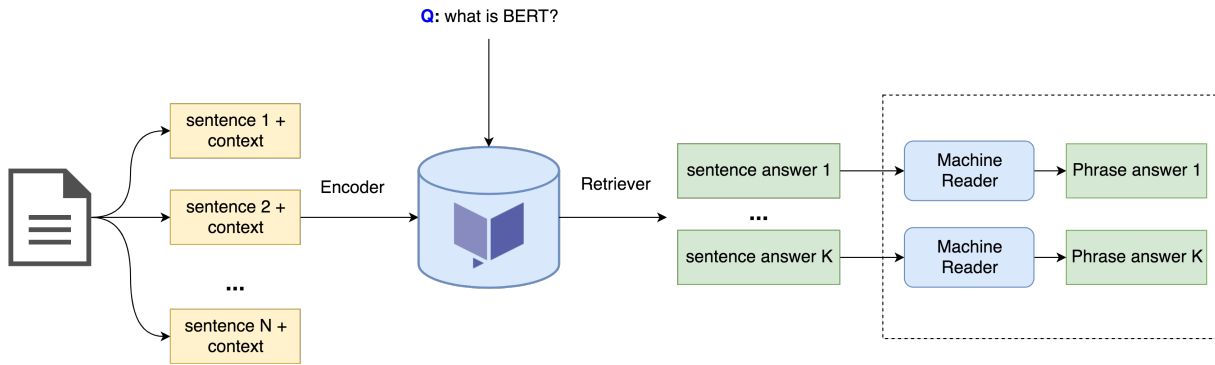 Q: what is BERT?
sentence 1 +
context
sentence 2 +
context
...
sentence N +
context
Encoder
Retriever
sentence answer 1
...
sentence answer K
Machine
Reader
Phrase answer 1
Machine
Reader
Phrase answer K